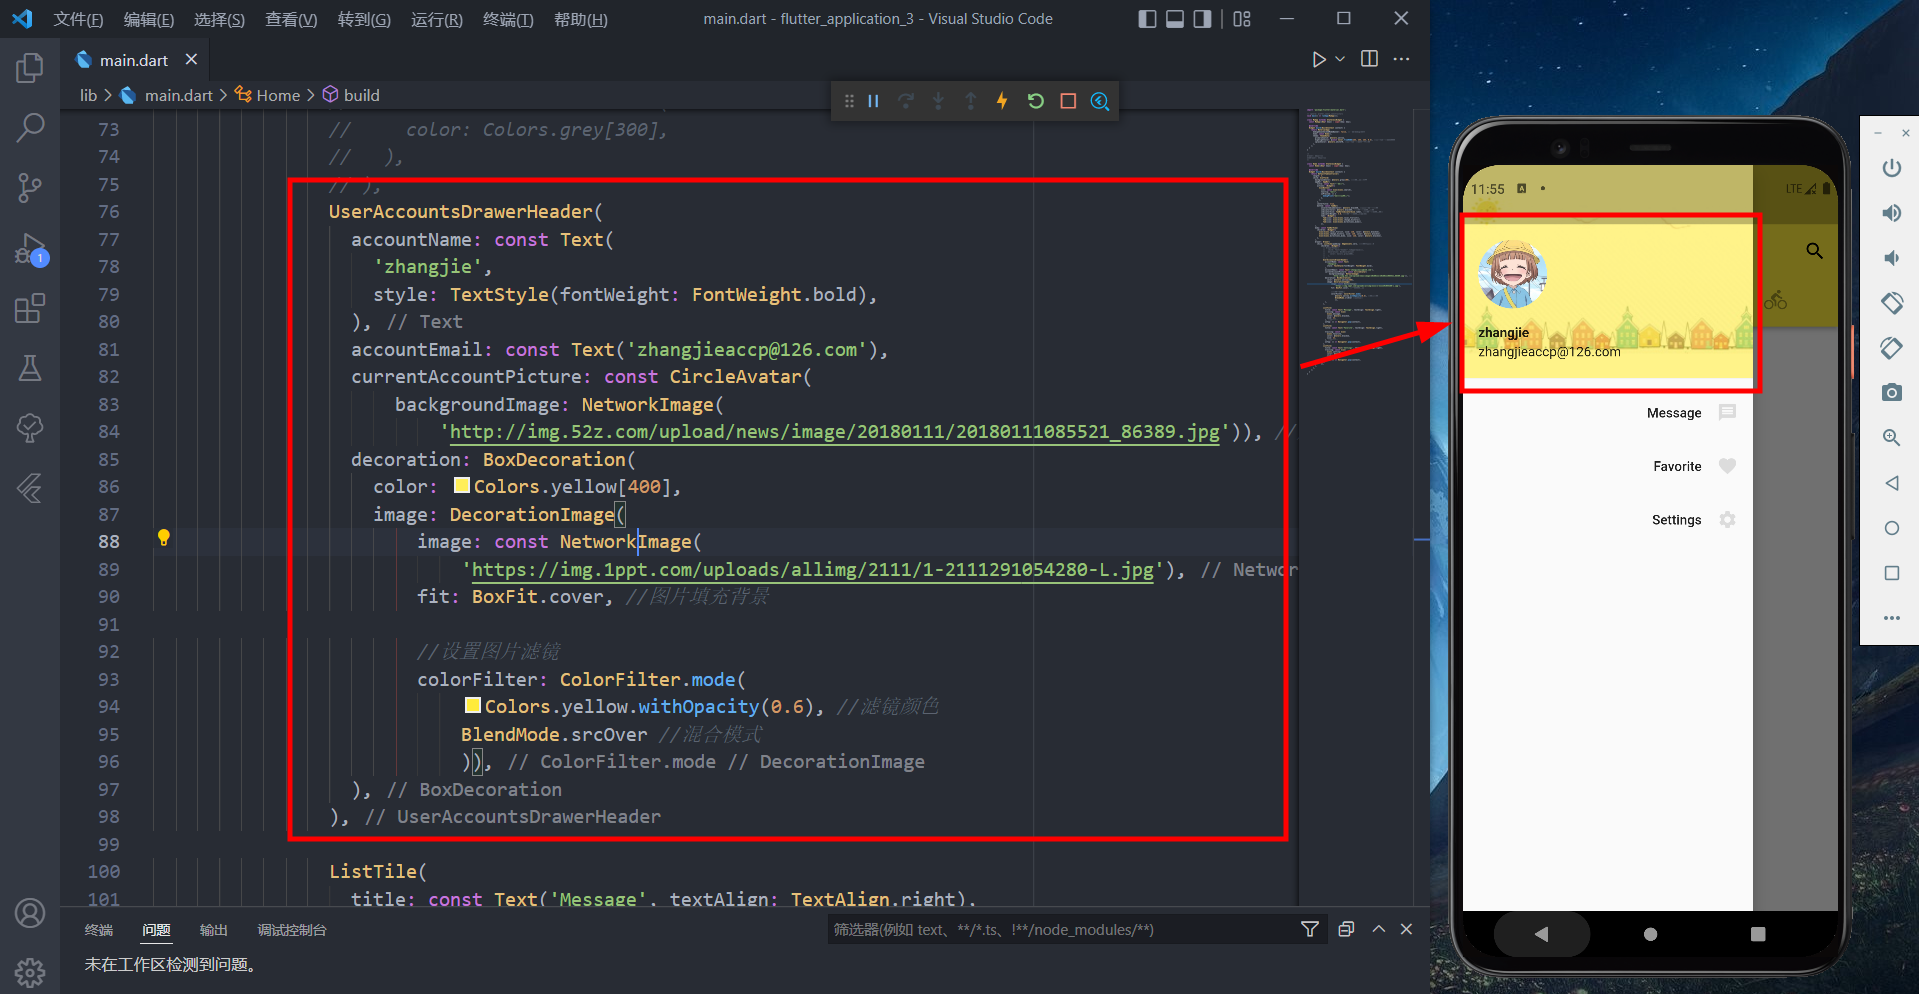 文件(F) 编辑(E) 选择(S) 查看(V) 转到(G) 运行(R) 终端(T) 帮助(H) main.dart - flutter_application_3 - Visual Studio Code
main.dart
lib > main.dart > Home > build
73 //     color: Colors.grey[300],
74 //   ),
75 // ),
76 UserAccountsDrawerHeader(
77 accountName: const Text(
78 'zhangjie',
79 style: TextStyle(fontWeight: FontWeight.bold),
80 ), // Text
81 accountEmail: const Text('zhangjieaccp@126.com'),
82 currentAccountPicture: const CircleAvatar(
83 backgroundImage: NetworkImage(
84 'http://img.52z.com/upload/news/image/20180111/20180111085521_86389.jpg')), //
85 decoration: BoxDecoration(
86 color: Colors.yellow[400],
87 image: DecorationImage(
88 image: const NetworkImage(
89 'https://img.1ppt.com/uploads/allimg/2111/1-2111291054280-L.jpg'), // Networ
90 fit: BoxFit.cover, //图片填充背景
91
92 //设置图片滤镜
93 colorFilter: ColorFilter.mode(
94 Colors.yellow.withOpacity(0.6), //滤镜颜色
95 BlendMode.srcOver //混合模式
96 )), // ColorFilter.mode // DecorationImage
97 ), // BoxDecoration
98 ), // UserAccountsDrawerHeader
99
100 ListTile(
101 title: const Text('Message', textAlign: TextAlign.right),
1
终端 问题 输出 调试控制台 筛选器(例如 text、**/*.ts、!**/node_modules/**)
未在工作区检测到问题。
11:55 A LTE
zhangjie
zhangjieaccp@126.com
Message
Favorite
Settings